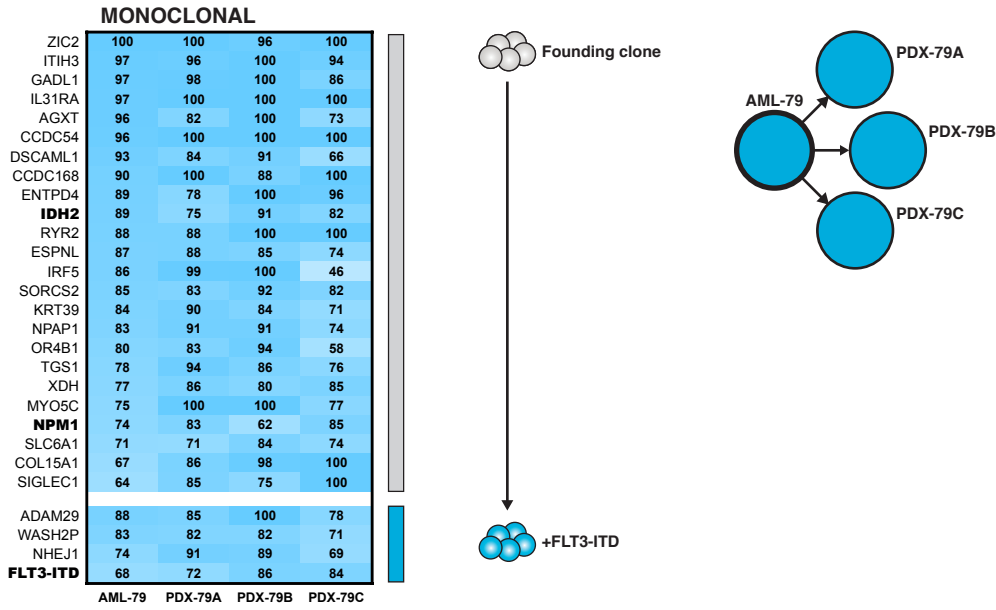 MONOCLONAL
ZIC2 100 100 96 100
ITIH3 97 96 100 94
GADL1 97 98 100 86
IL31RA 97 100 100 100
AGXT 96 82 100 73
CCDC54 96 100 100 100
DSCAML1 93 84 91 66
CCDC168 90 100 88 100
ENTPD4 89 78 100 96
IDH2 89 75 91 82
RYR2 88 88 100 100
ESPNL 87 88 85 74
IRF5 86 99 100 46
SORCS2 85 83 92 82
KRT39 84 90 84 71
NPAP1 83 91 91 74
OR4B1 80 83 94 58
TGS1 78 94 86 76
XDH 77 86 80 85
MYO5C 75 100 100 77
NPM1 74 83 62 85
SLC6A1 71 71 84 74
COL15A1 67 86 98 100
SIGLEC1 64 85 75 100
ADAM29 88 85 100 78
WASH2P 83 82 82 71
NHEJ1 74 91 89 69
FLT3-ITD 68 72 86 84
AML-79 PDX-79A PDX-79B PDX-79C
Founding clone
+FLT3-ITD
PDX-79A
AML-79
PDX-79B
PDX-79C